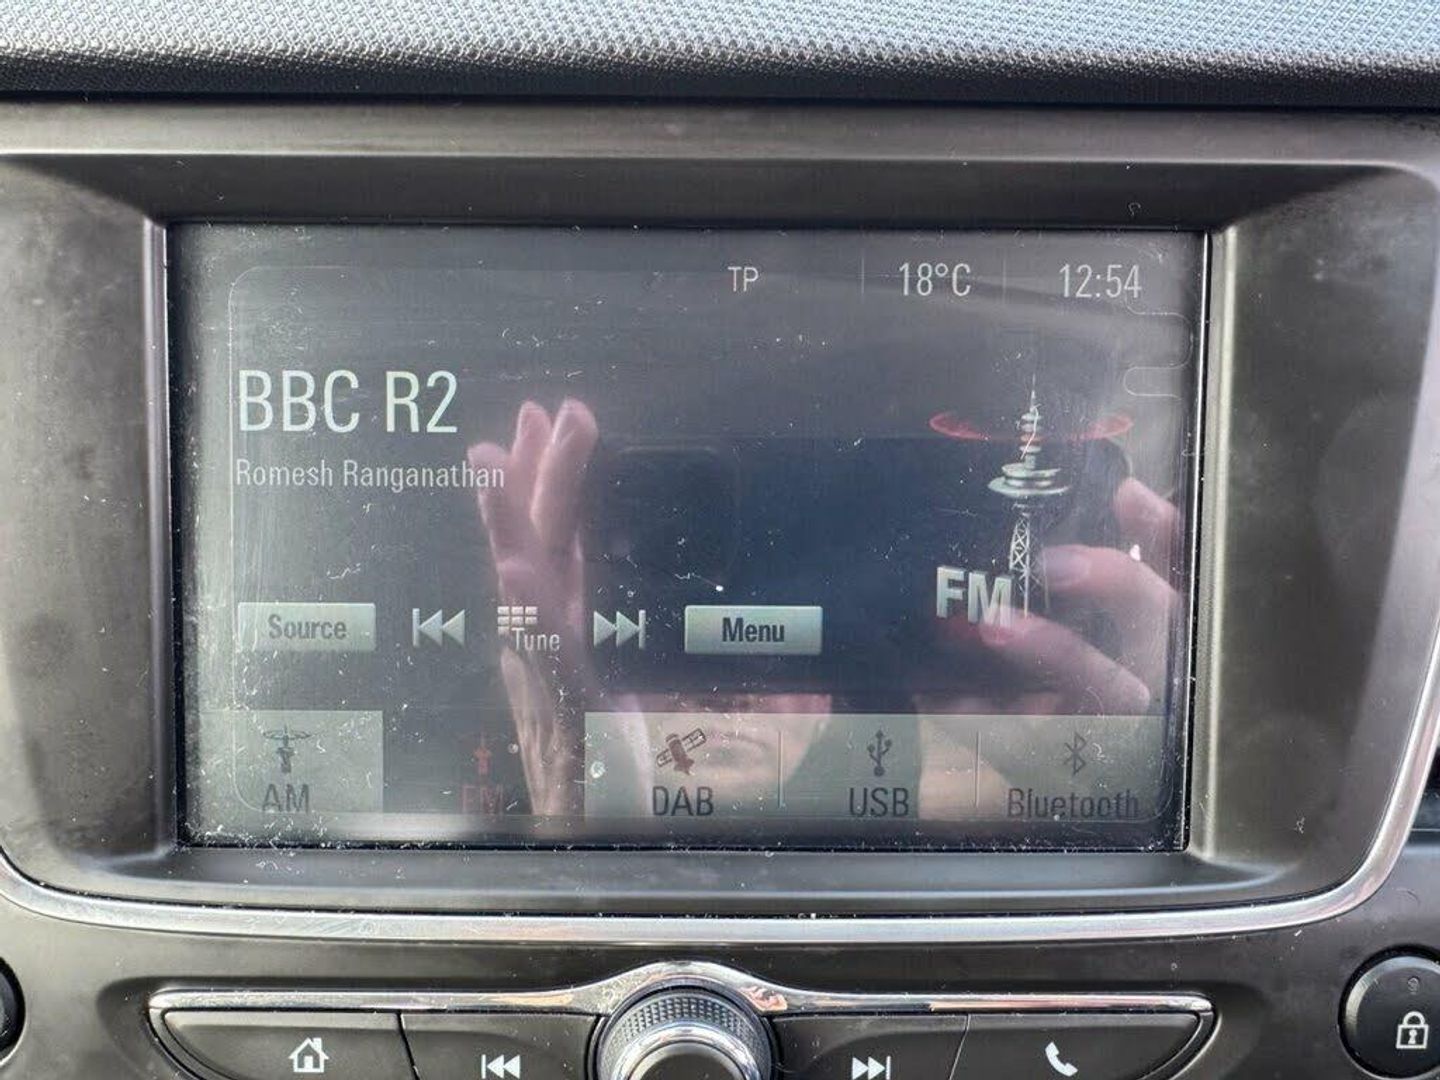 TP 18°C 12:54
BBC R2
Romesh Ranganathan
FM
Source Tune Menu
AM FM DAB USB Bluetooth